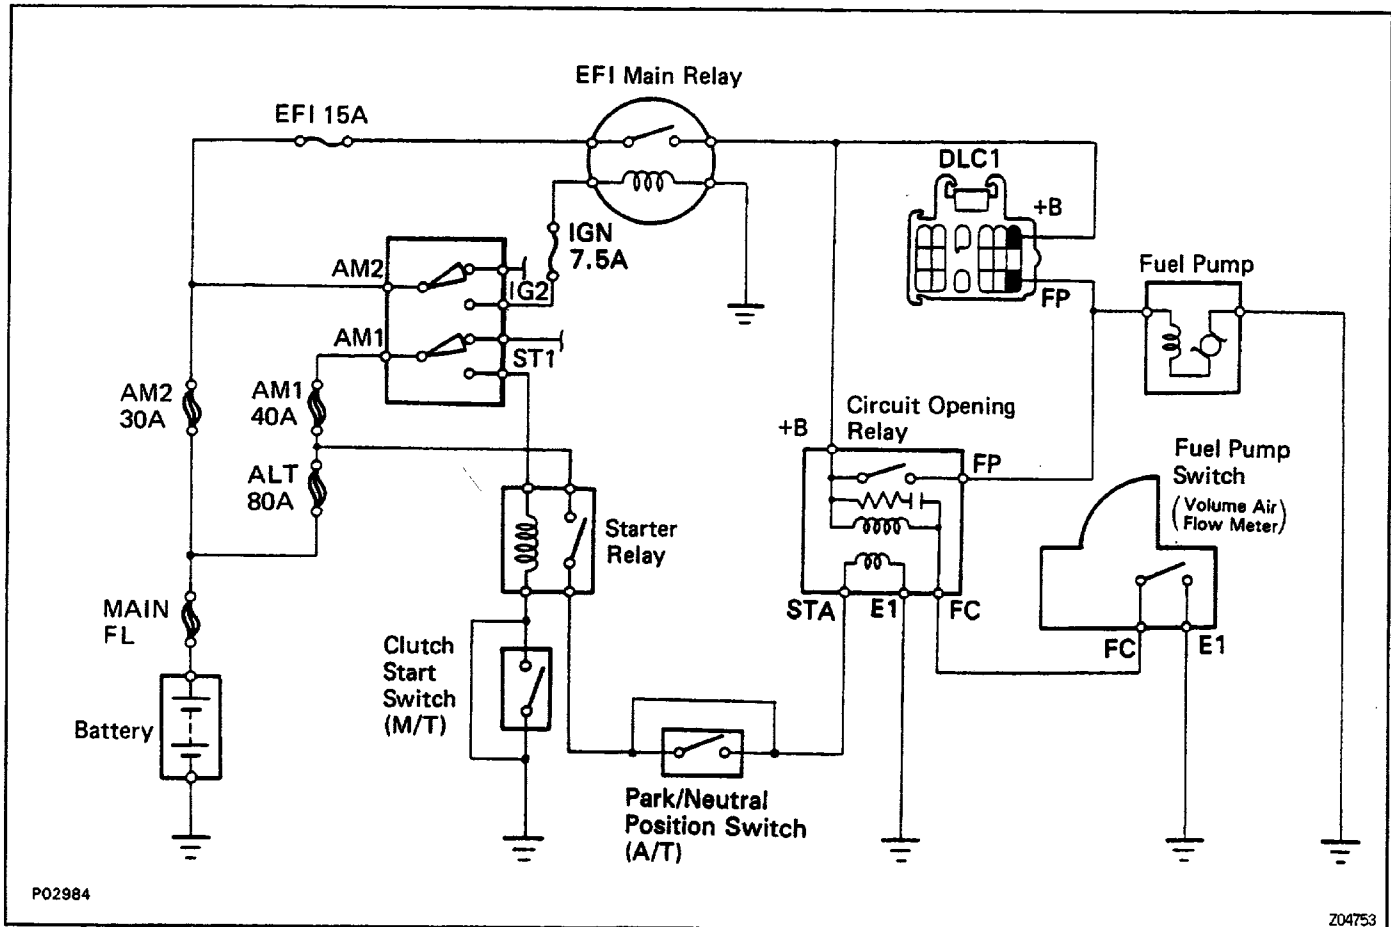 EFI Main Relay
EFI 15A
DLC1
+B
IGN
7.5A
AM2
IG2
FP
Fuel Pump
AM1
ST1
AM2
30A
AM1
40A
Circuit Opening
Relay
+B
FP
Fuel Pump
Switch
(Volume Air
Flow Meter)
ALT
80A
Starter
Relay
MAIN
FL
STA
E1
FC
FC
E1
Clutch
Start
Switch
(M/T)
Battery
Park/Neutral
Position Switch
(A/T)
P02984
Z04753